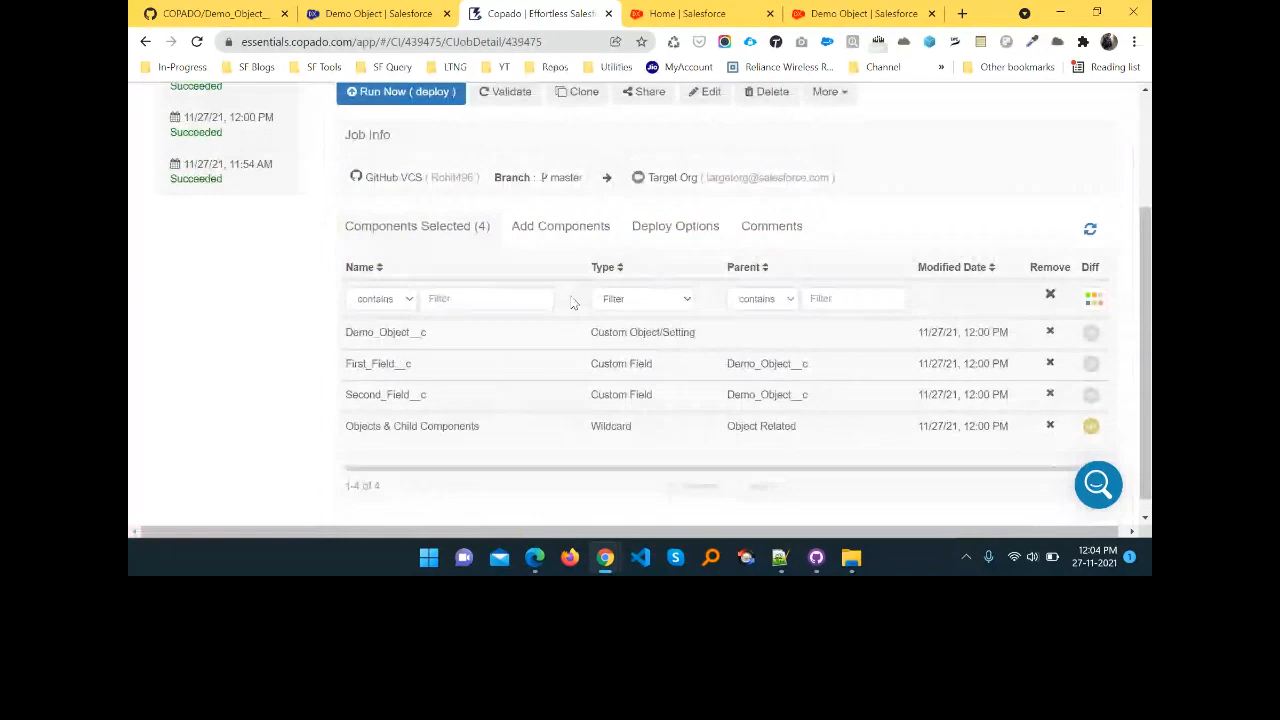 COPADO/Demo_Object__ Demo Object | Salesforce Copado | Effortless Salesf Home | Salesforce Demo Object | Salesforce
essentials.copado.com/app/#/CI/439475/CIJobDetail/439475
In-Progress SF Blogs SF Tools SF Query LTNG YT Repos Utilities MyAccount Reliance Wireless R... Channel » Other bookmarks Reading list
Succeeded
11/27/21, 12:00 PM
Succeeded
11/27/21, 11:54 AM
Succeeded
Run Now ( deploy ) Validate Clone Share Edit Delete More
Job Info
GitHub VCS ( Rohit496 ) Branch : master Target Org ( targetorg@salesforce.com )
Components Selected (4) Add Components Deploy Options Comments
Name Type Parent Modified Date Remove Diff
contains Filter Filter contains Filter
Demo_Object__c Custom Object/Setting 11/27/21, 12:00 PM
First_Field__c Custom Field Demo_Object__c 11/27/21, 12:00 PM
Second_Field__c Custom Field Demo_Object__c 11/27/21, 12:00 PM
Objects & Child Components Wildcard Object Related 11/27/21, 12:00 PM
1-4 of 4
12:04 PM
27-11-2021